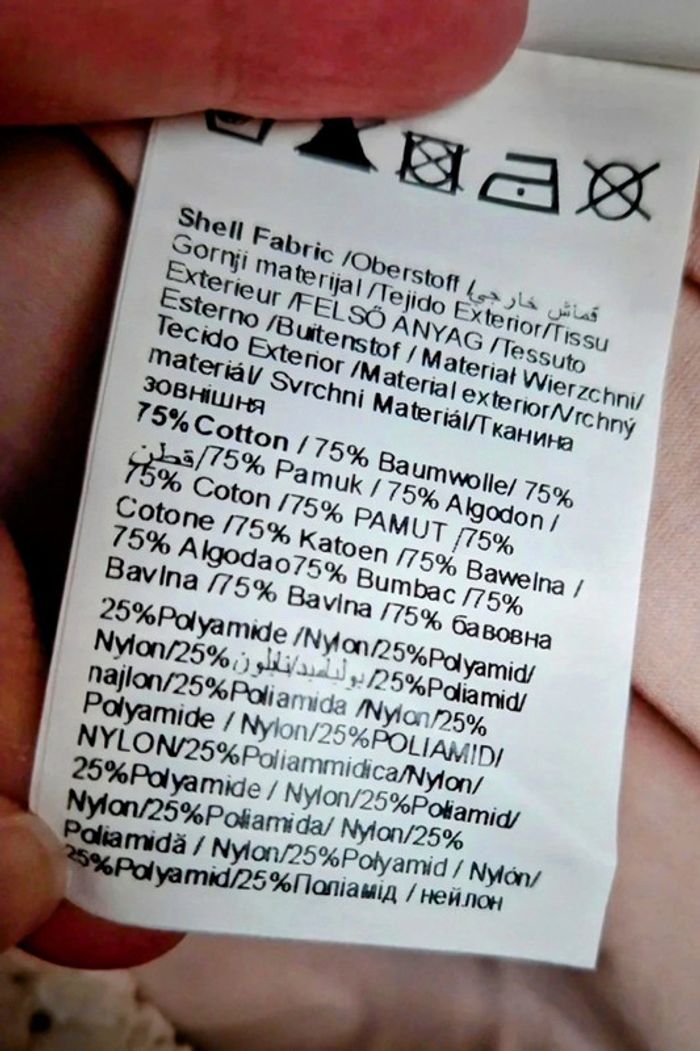 Shell Fabric /Oberstoff /قماش خارجي
Gornji materijal /Tejido Exterior/Tissu
Exterieur /FELSŐ ANYAG /Tessuto
Esterno /Buitenstof / Materiał Wierzchni/
Tecido Exterior /Material exterior/Vrchný
materiál/ Svrchni Materiál/Тканина
зовнішня
75%Cotton / 75% Baumwolle/ 75%
قطن/75% Pamuk / 75% Algodon /
75% Coton /75% PAMUT /75%
Cotone /75% Katoen /75% Bawelna /
75% Algodao75% Bumbac /75%
Bavlna /75% Bavlna /75% бавовна
25%Polyamide /Nylon/25%Polyamid/
Nylon/25%بولياميد/نايلون/25%Poliamid/
najlon/25%Poliamida /Nylon/25%
Polyamide / Nylon/25%POLIAMID/
NYLON/25%Poliammidica/Nylon/
25%Polyamide / Nylon/25%Poliamid/
Nylon/25%Poliamida/ Nylon/25%
Poliamidă / Nylon/25%Polyamid / Nylón/
25%Polyamid/25%Поліамід / нейлон